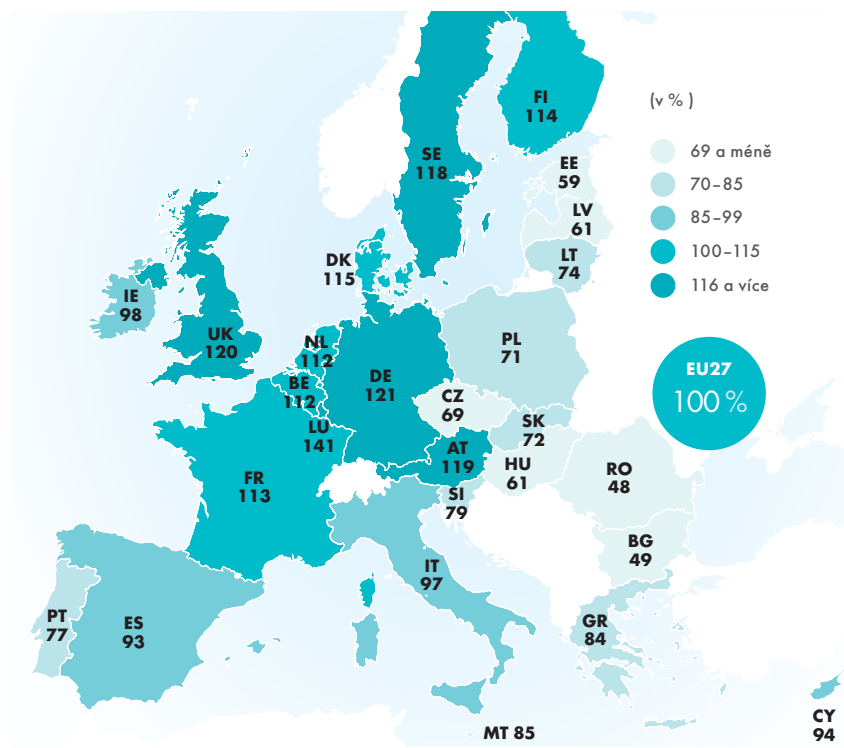 (v % )
69 a méně
70–85
85–99
100–115
116 a více
EU27
100 %
FI
114
SE
118
EE
59
LV
61
LT
74
DK
115
IE
98
UK
120
NL
112
BE
112
LU
141
DE
121
PL
71
CZ
69
SK
72
AT
119
HU
61
SI
79
RO
48
BG
49
FR
113
IT
97
PT
77
ES
93
GR
84
MT 85
CY
94